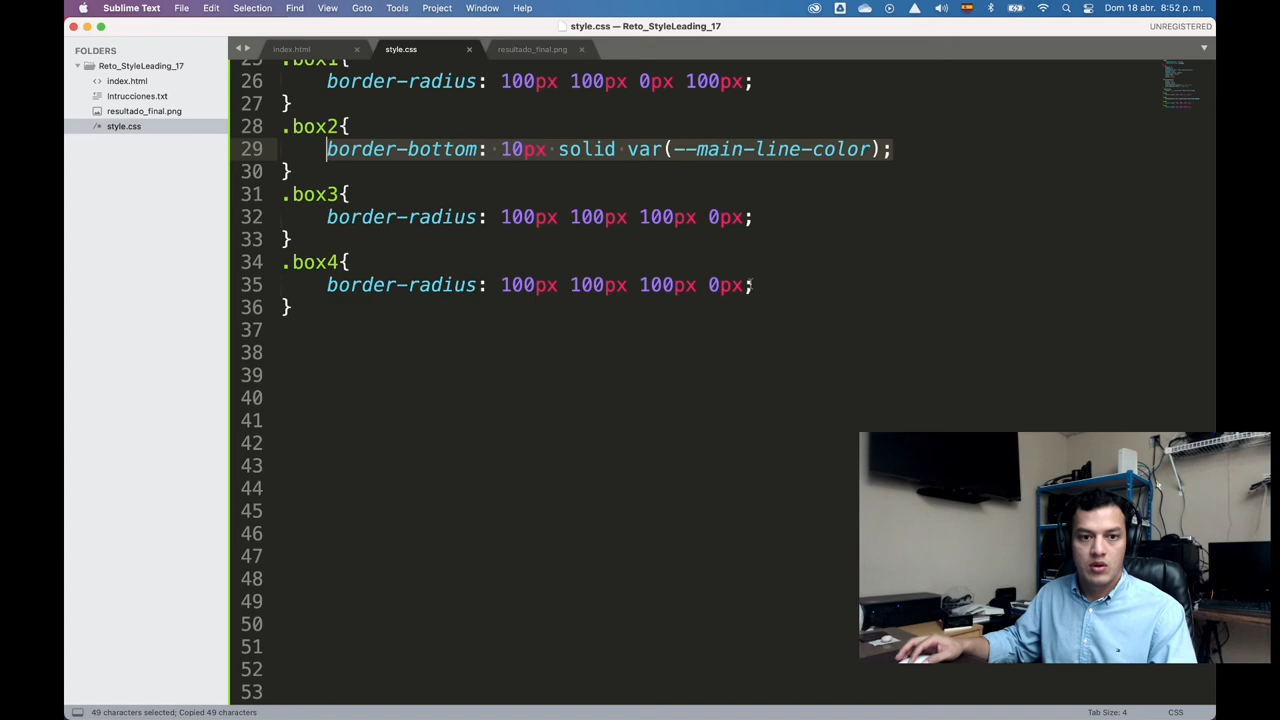 Sublime Text File Edit Selection Find View Goto Tools Project Window Help Dom 18 abr. 8:52 p. m.
style.css — Reto_StyleLeading_17 UNREGISTERED
FOLDERS
Reto_StyleLeading_17
index.html
Intrucciones.txt
resultado_final.png
style.css
index.html style.css resultado_final.png
25 .box1{
26 border-radius: 100px 100px 0px 100px;
27 }
28 .box2{
29 border-bottom: 10px solid var(--main-line-color);
30 }
31 .box3{
32 border-radius: 100px 100px 100px 0px;
33 }
34 .box4{
35 border-radius: 100px 100px 100px 0px;
36 }
37
38
39
40
41
42
43
44
45
46
47
48
49
50
51
52
53
49 characters selected; Copied 49 characters Tab Size: 4 CSS